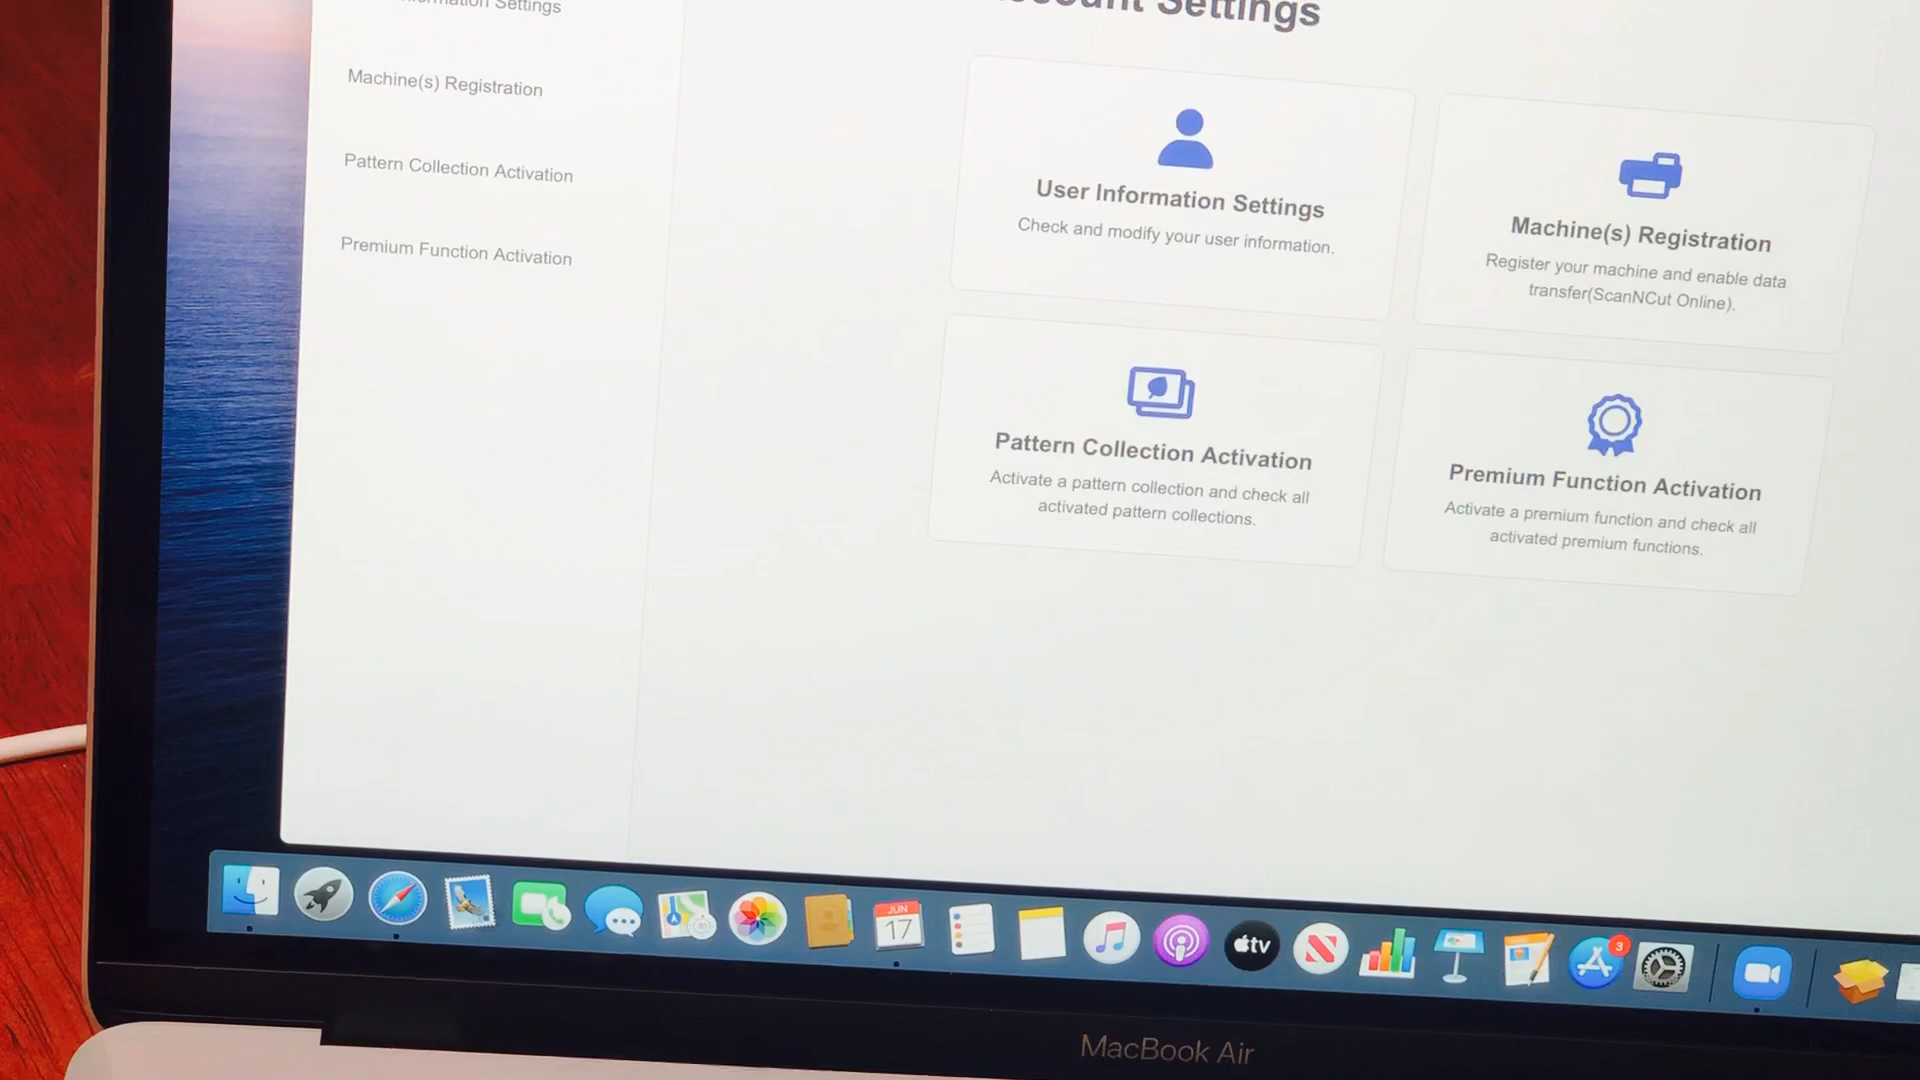 Settings
Settings
Machine(s) Registration
Pattern Collection Activation
Premium Function Activation
User Information Settings
Check and modify your user information.
Machine(s) Registration
Register your machine and enable data
transfer(ScanNCut Online).
Pattern Collection Activation
Activate a pattern collection and check all
activated pattern collections.
Premium Function Activation
Activate a premium function and check all
activated premium functions.
JUN
17
tv
3
MacBook Air